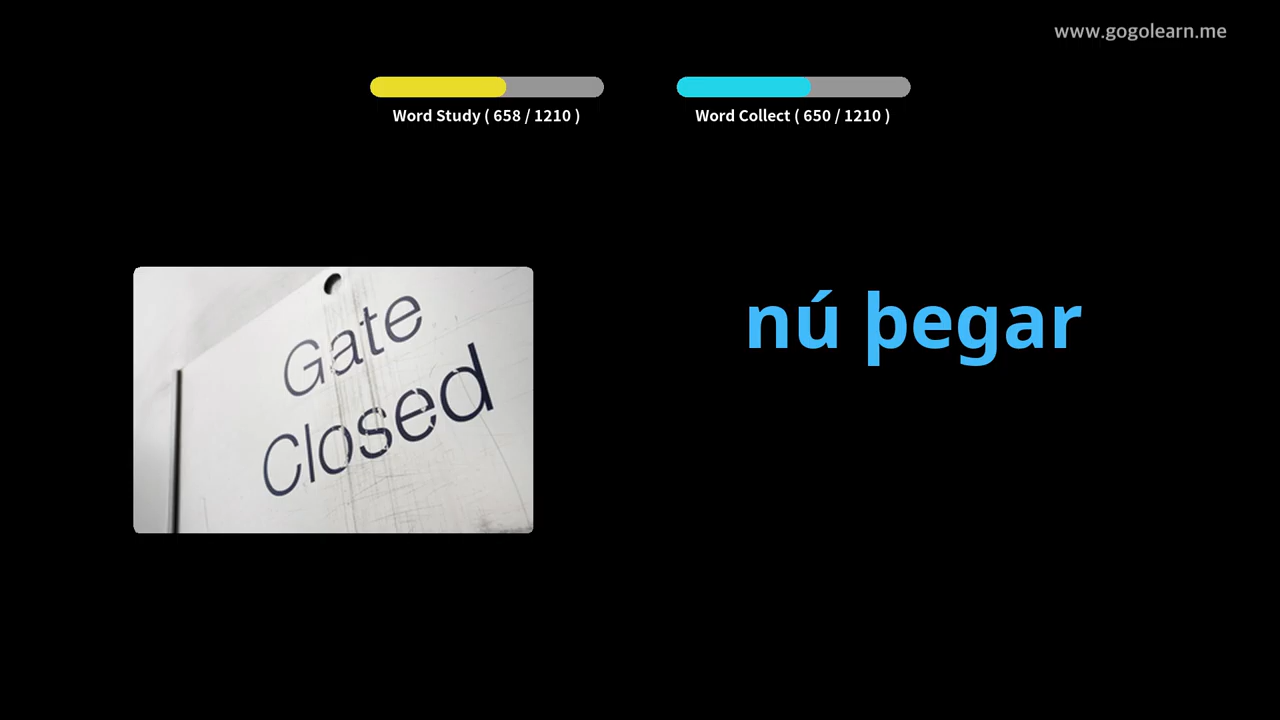 www.gogolearn.me
Word Study ( 658 / 1210 )
Word Collect ( 650 / 1210 )
Gate
Closed
nú þegar